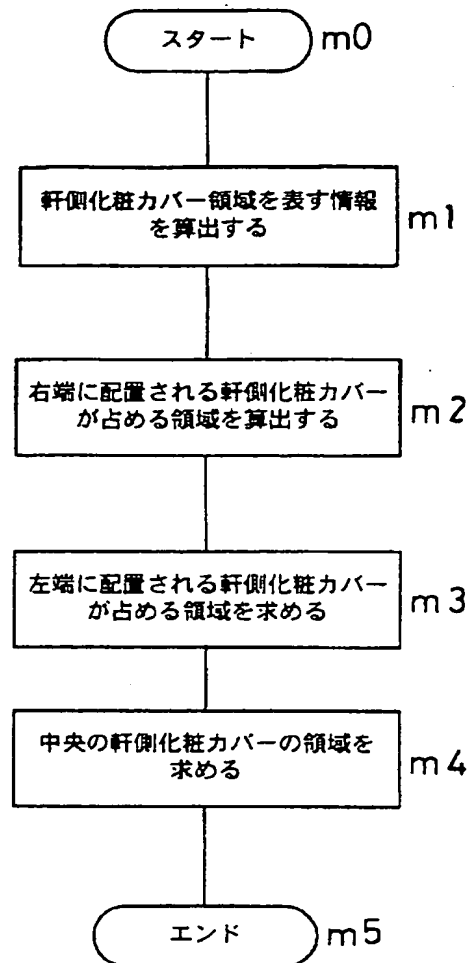 スタート m0
軒側化粧カバー領域を表す情報 m1
を算出する
右端に配置される軒側化粧カバー m2
が占める領域を算出する
左端に配置される軒側化粧カバー m3
が占める領域を求める
中央の軒側化粧カバーの領域を m4
求める
エンド m5